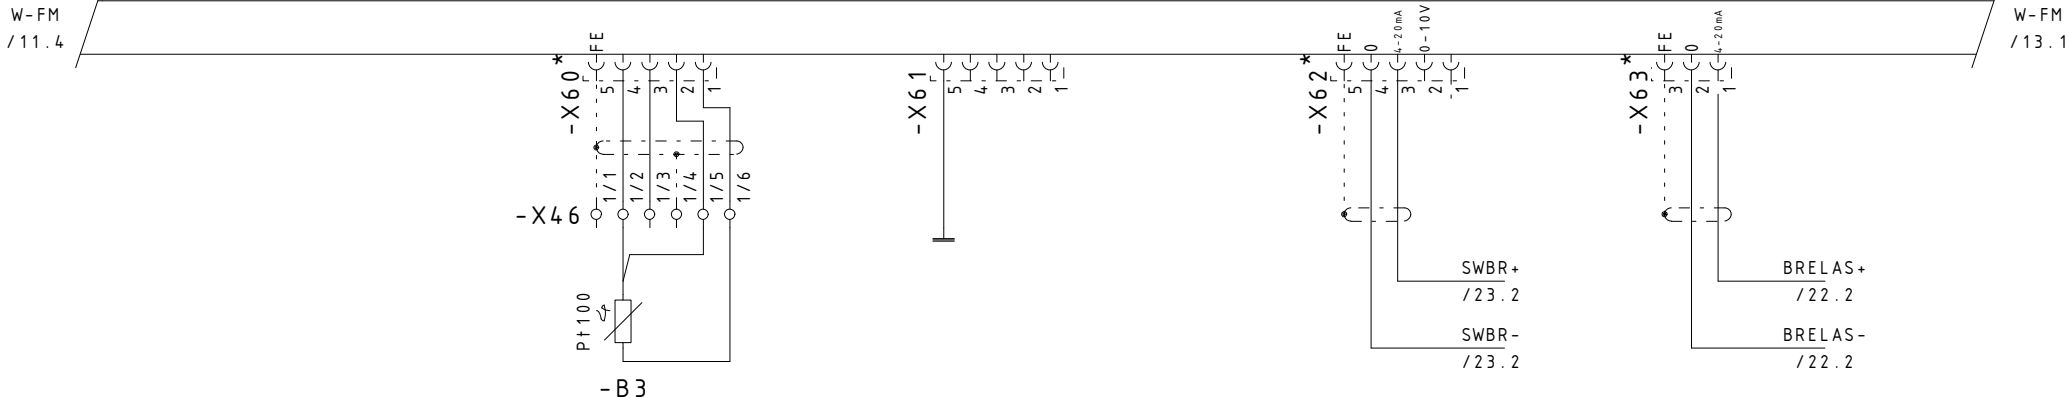 W-FM
/11.4
W-FM
/13.1
-X60
*
FE
5
4
3
2
1
-X61
5
4
3
2
1
-X62
*
FE
0
4-20mA
0-10V
5
4
3
2
1
-X63
*
FE
0
4-20mA
3
2
1
-X46
1/1
1/2
1/3
1/4
1/5
1/6
Pt100
ϑ
-B3
SWBR+
/23.2
SWBR-
/23.2
BRELAS+
/22.2
BRELAS-
/22.2